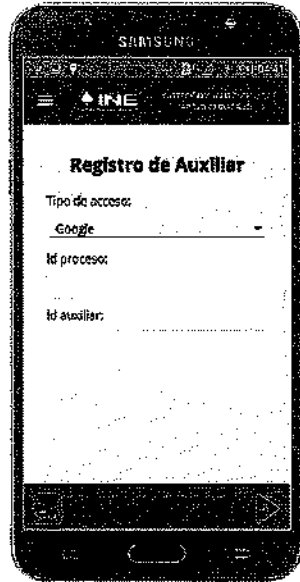 SAMSUNG
INE
Registro de Auxiliar
Tipo de acceso:
Google
Id proceso:
Id auxiliar: